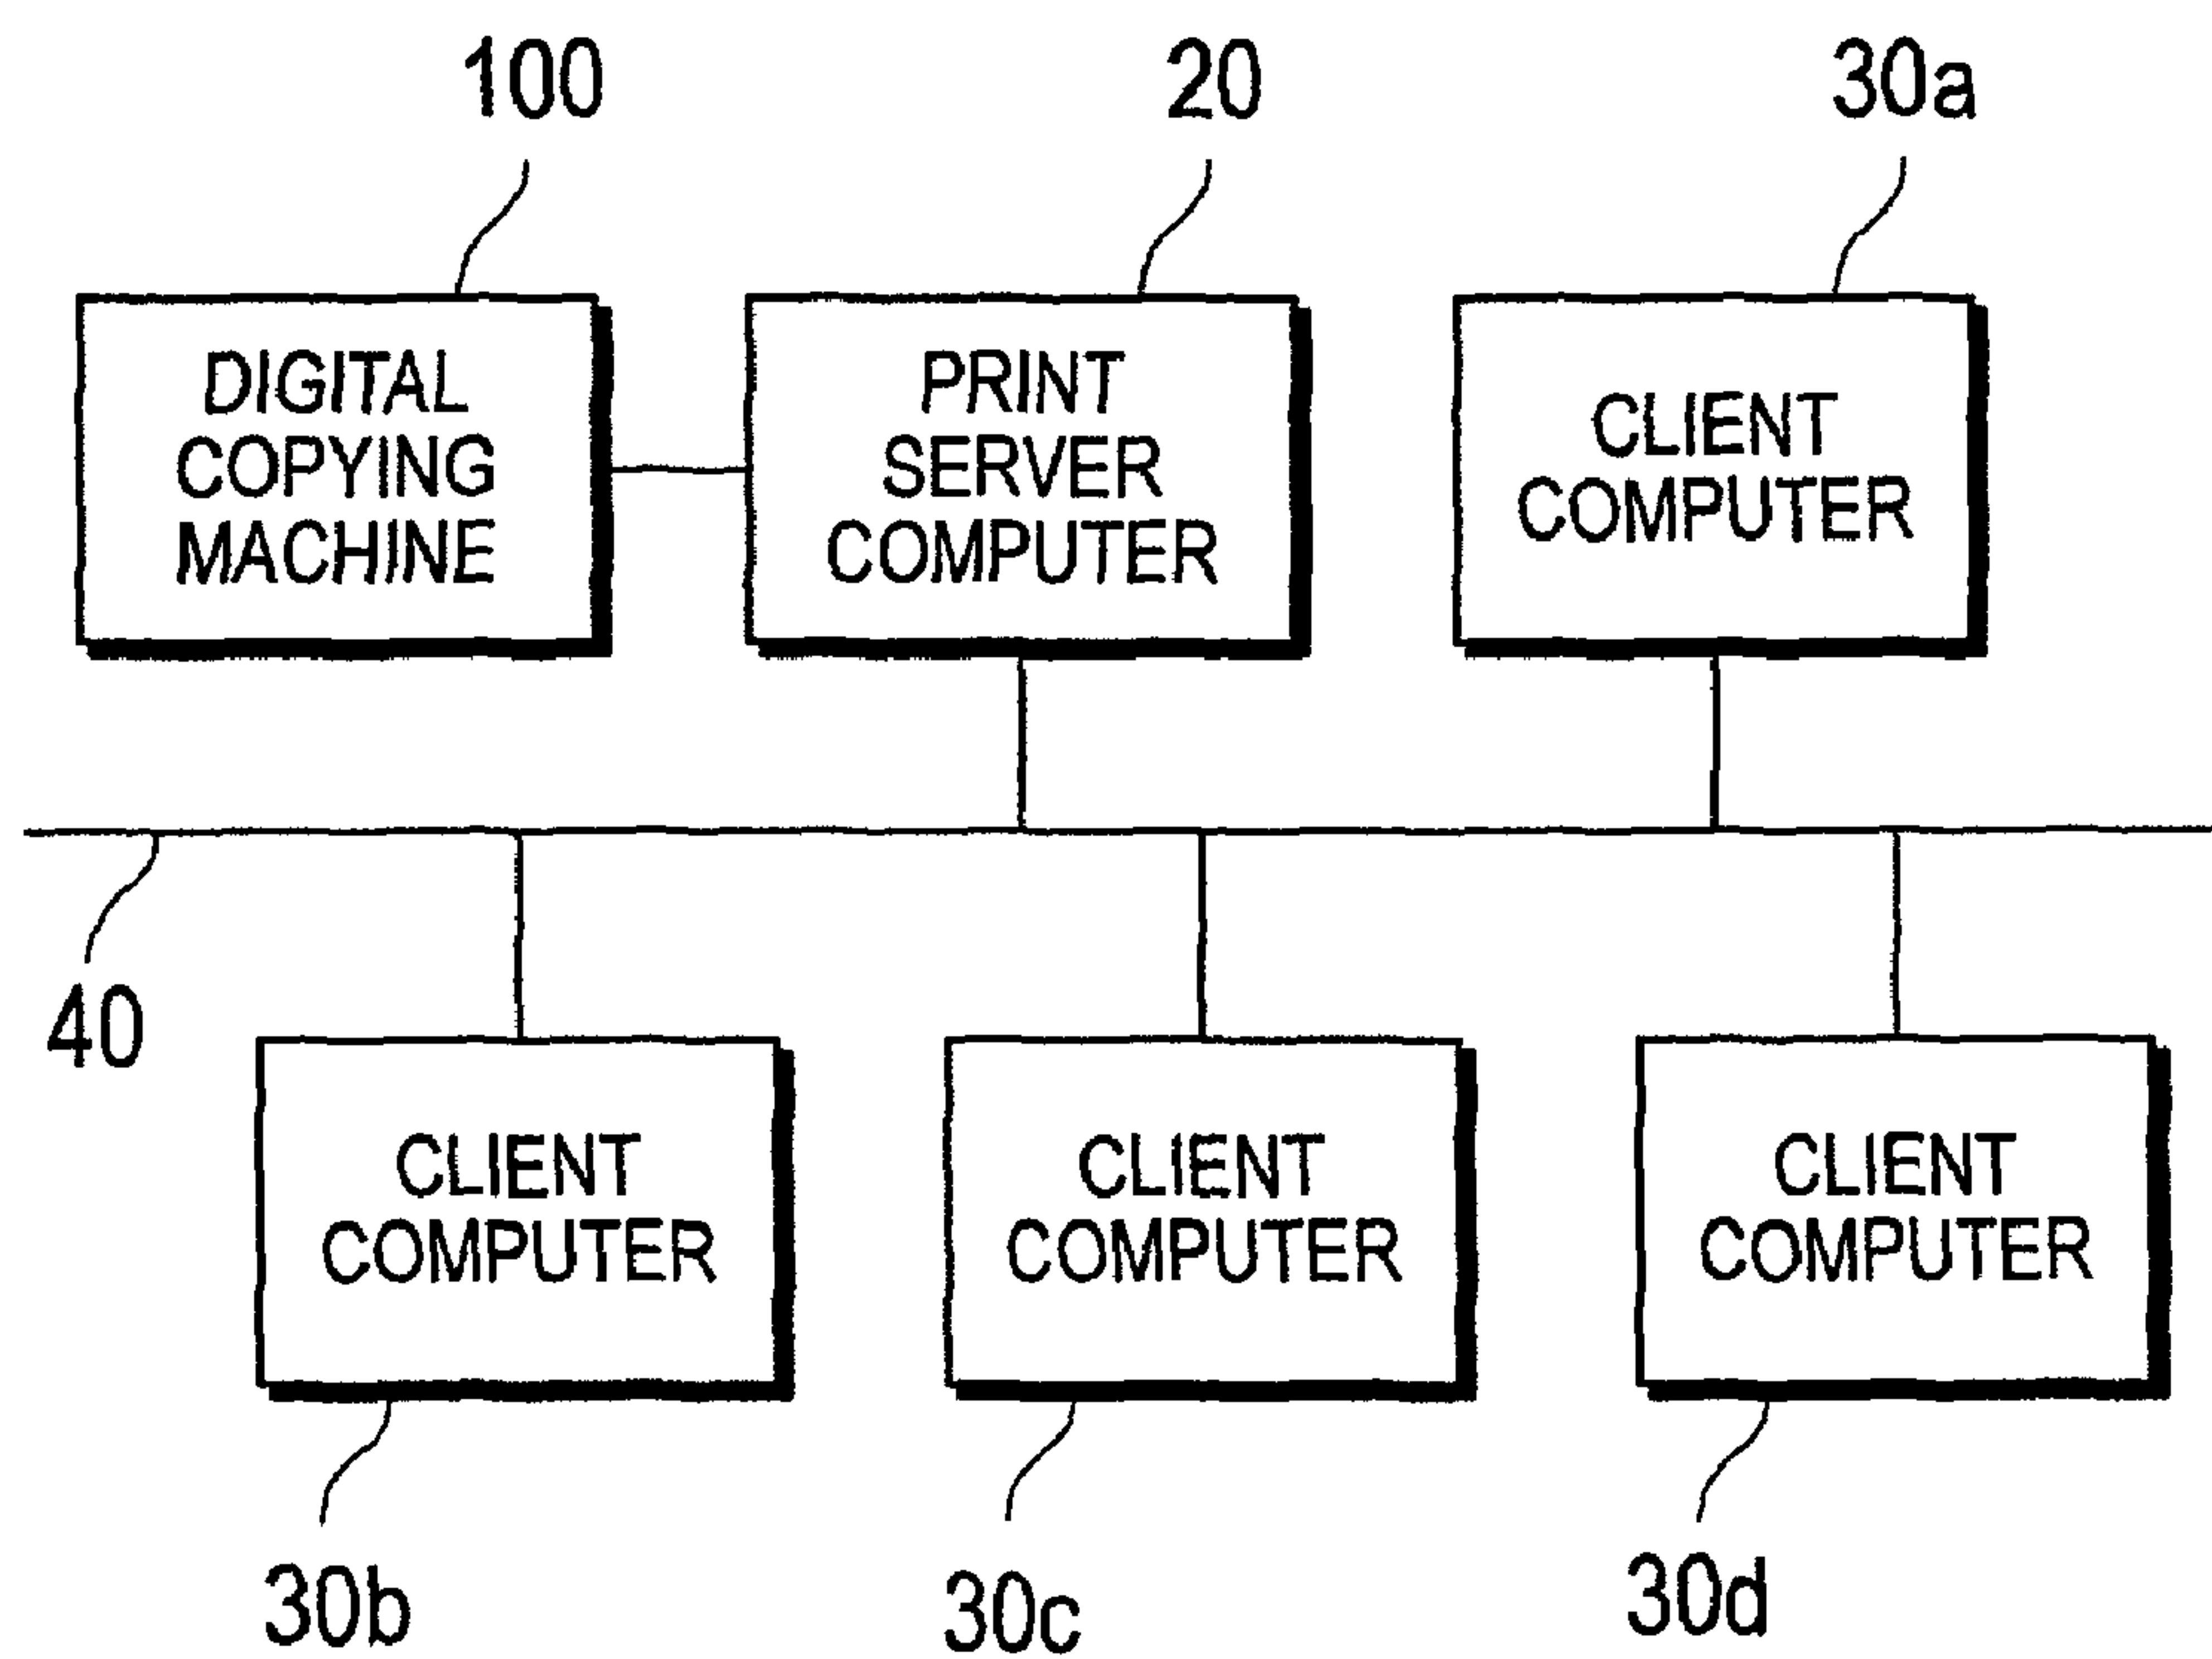 100
20
30a
DIGITAL
COPYING
MACHINE
PRINT
SERVER
COMPUTER
CLIENT
COMPUTER
40
CLIENT
COMPUTER
CLIENT
COMPUTER
CLIENT
COMPUTER
30b
30c
30d